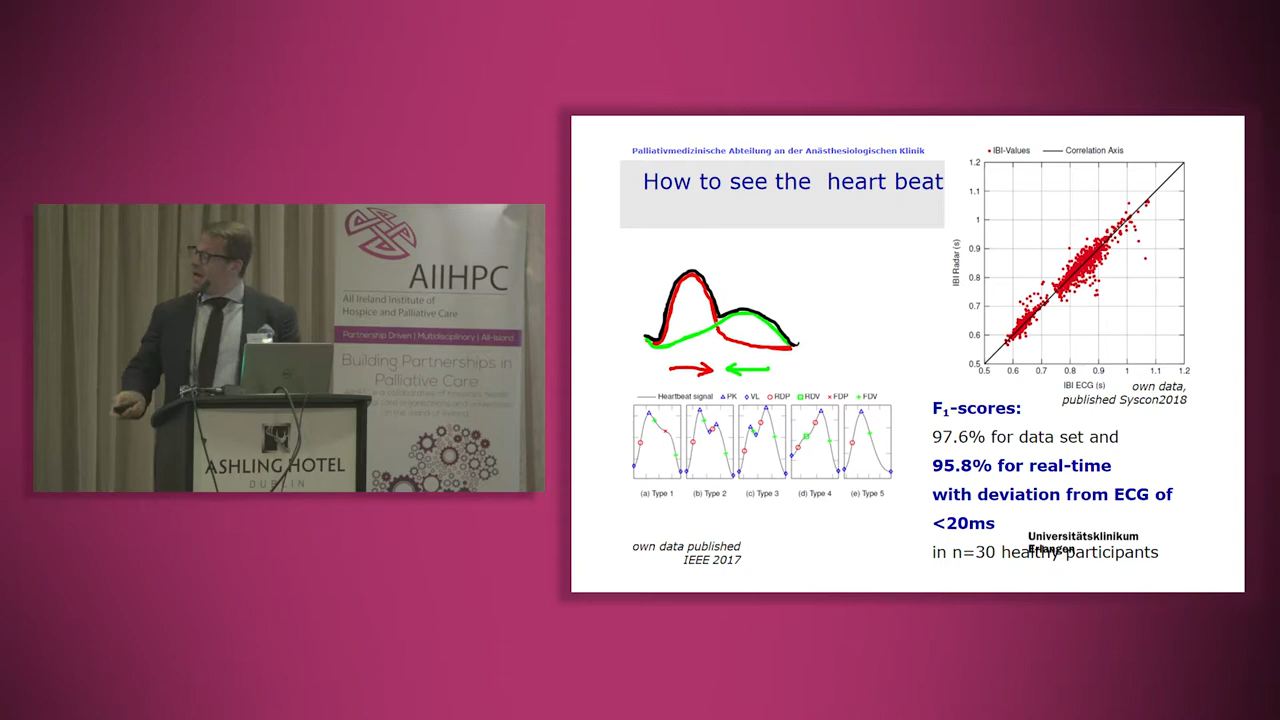 AIIHPC
All Ireland Institute of
Hospice and Palliative Care
Partnership Driven | Multidisciplinary | All-Island
Building Partnerships in
Palliative Care
ASHLING HOTEL
DUBLIN
Palliativmedizinische Abteilung an der Anästhesiologischen Klinik
How to see the heart beat
Heartbeat signal PK VL RDP RDV FDP FDV
(a) Type 1 (b) Type 2 (c) Type 3 (d) Type 4 (e) Type 5
own data published
IEEE 2017
IBI-Values Correlation Axis
IBI Radar (s)
1.2
1.1
1
0.9
0.8
0.7
0.6
0.5
0.5 0.6 0.7 0.8 0.9 1 1.1 1.2
IBI ECG (s)
own data,
published Syscon2018
F₁-scores:
97.6% for data set and
95.8% for real-time
with deviation from ECG of
<20ms
in n=30 healthy participants
Universitätsklinikum
Erlangen